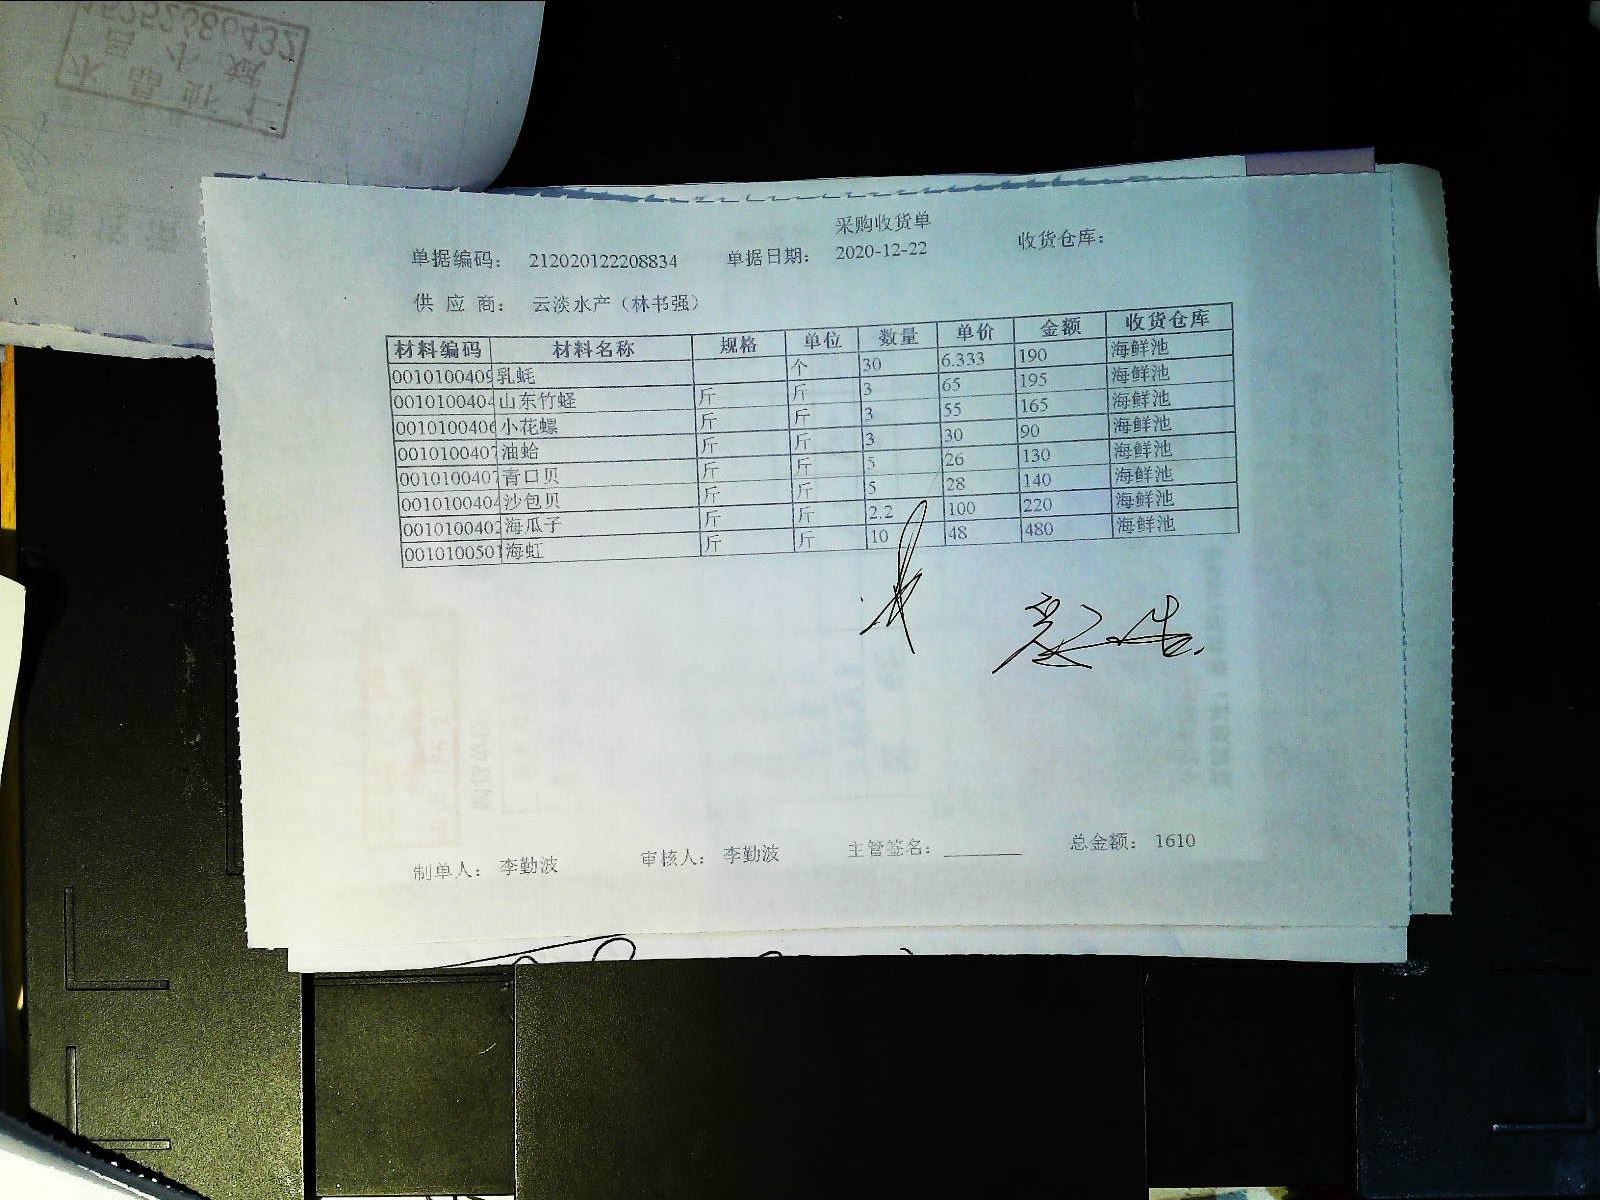 采购收货单
单据编码： 212020122208834 单据日期： 2020-12-22 收货仓库：
供 应 商： 云淡水产（林书强）
材料编码 材料名称 规格 单位 数量 单价 金额 收货仓库
0010100409 乳蚝 个 30 6.333 190 海鲜池
0010100404 山东竹蛏 斤 斤 3 65 195 海鲜池
0010100406 小花螺 斤 斤 3 55 165 海鲜池
0010100407 油蛤 斤 斤 3 30 90 海鲜池
0010100407 青口贝 斤 斤 5 26 130 海鲜池
0010100404 沙包贝 斤 斤 5 28 140 海鲜池
0010100402 海瓜子 斤 斤 2.2 100 220 海鲜池
0010100501 海虹 斤 斤 10 48 480 海鲜池
制单人： 李勤波 审核人： 李勤波 主管签名： 总金额： 1610